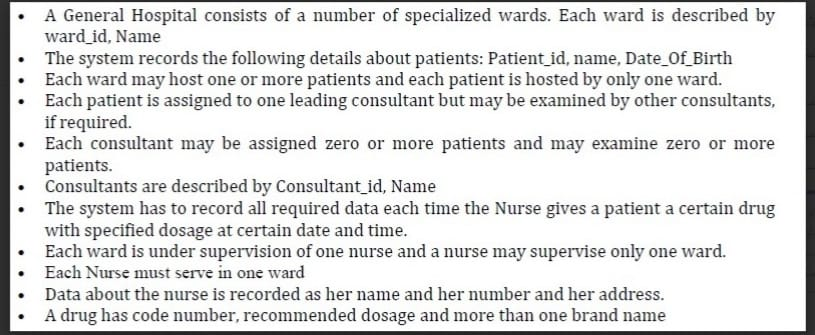 • A General Hospital consists of a number of specialized wards. Each ward is described by
ward_id, Name
• The system records the following details about patients: Patient_id, name, Date_Of_Birth
• Each ward may host one or more patients and each patient is hosted by only one ward.
• Each patient is assigned to one leading consultant but may be examined by other consultants,
if required.
• Each consultant may be assigned zero or more patients and may examine zero or more
patients.
• Consultants are described by Consultant_id, Name
• The system has to record all required data each time the Nurse gives a patient a certain drug
with specified dosage at certain date and time.
• Each ward is under supervision of one nurse and a nurse may supervise only one ward.
• Each Nurse must serve in one ward
• Data about the nurse is recorded as her name and her number and her address.
• A drug has code number, recommended dosage and more than one brand name